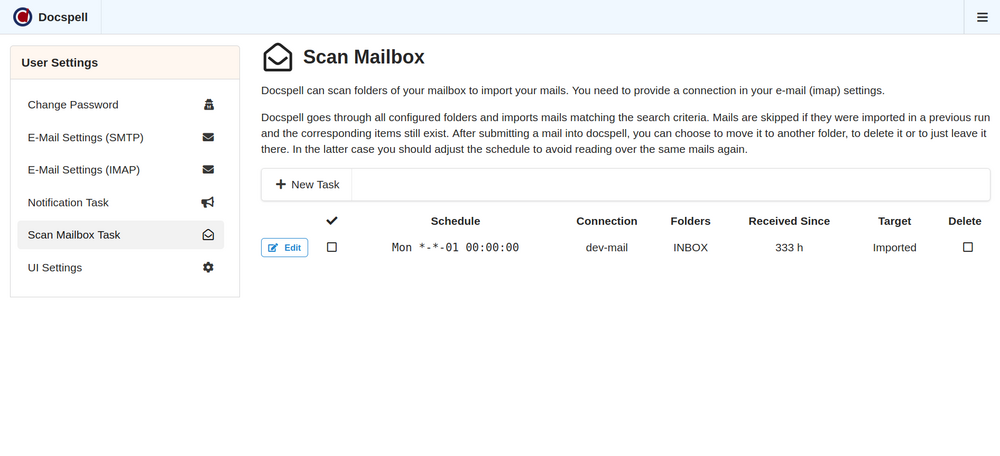 Docspell
User Settings
Change Password
E-Mail Settings (SMTP)
E-Mail Settings (IMAP)
Notification Task
Scan Mailbox Task
UI Settings
Scan Mailbox
Docspell can scan folders of your mailbox to import your mails. You need to provide a connection in your e-mail (imap) settings.
Docspell goes through all configured folders and imports mails matching the search criteria. Mails are skipped if they were imported in a previous run
and the corresponding items still exist. After submitting a mail into docspell, you can choose to move it to another folder, to delete it or to just leave it
there. In the latter case you should adjust the schedule to avoid reading over the same mails again.
New Task
Schedule Connection Folders Received Since Target Delete
Edit Mon *-*-01 00:00:00 dev-mail INBOX 333 h Imported